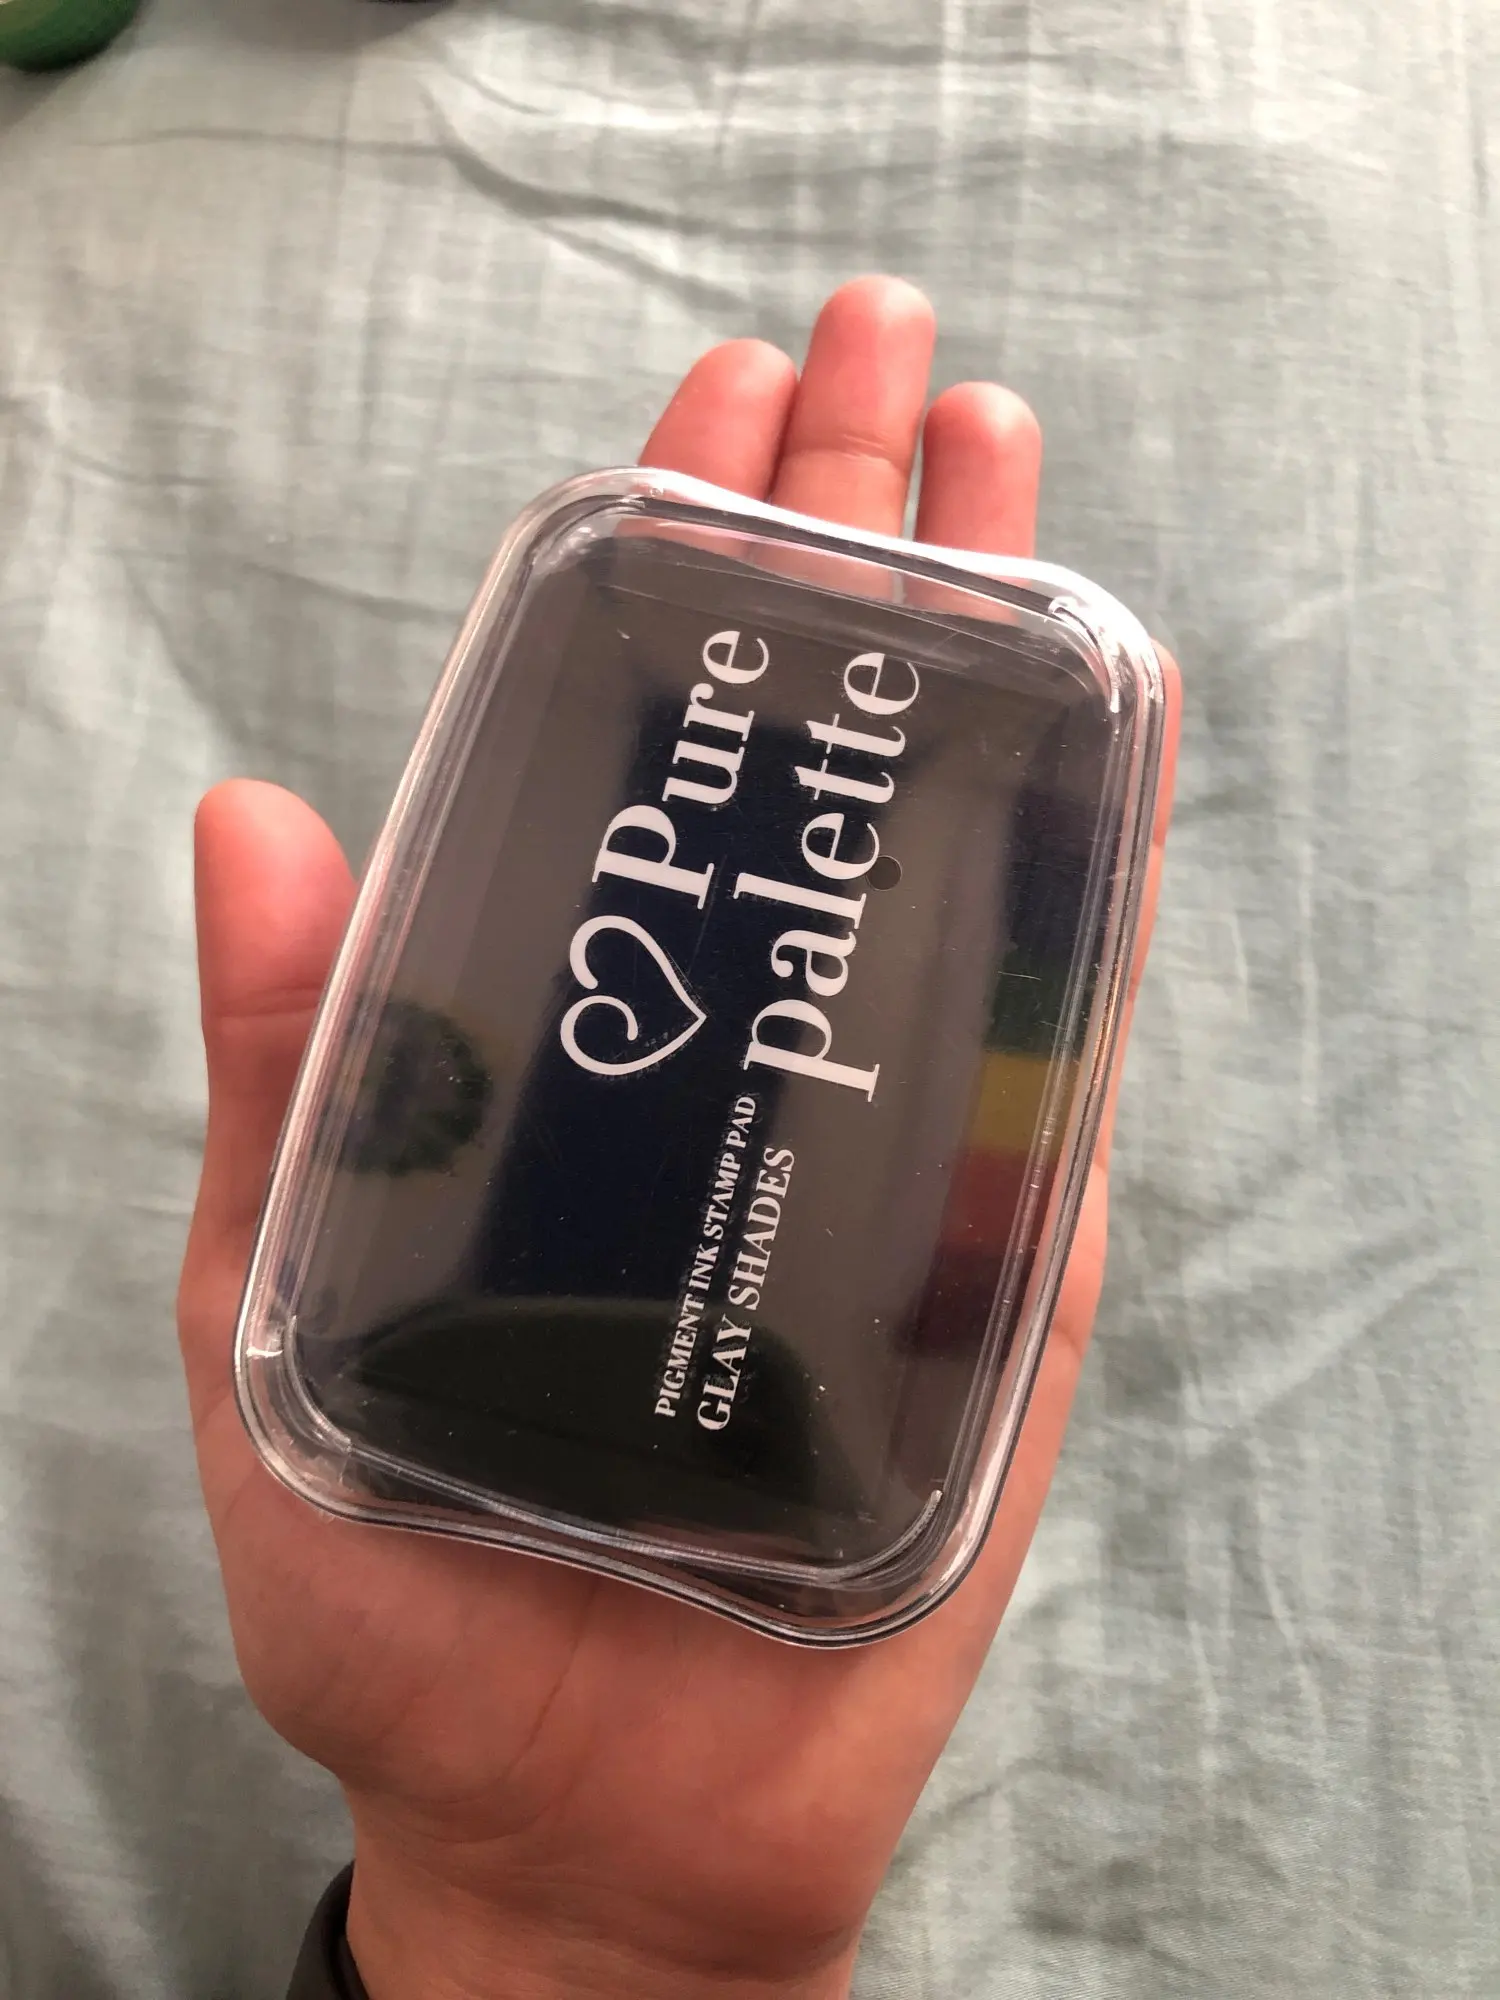 Pure
palette
PIGMENT INK STAMP PAD
GLAY SHADES